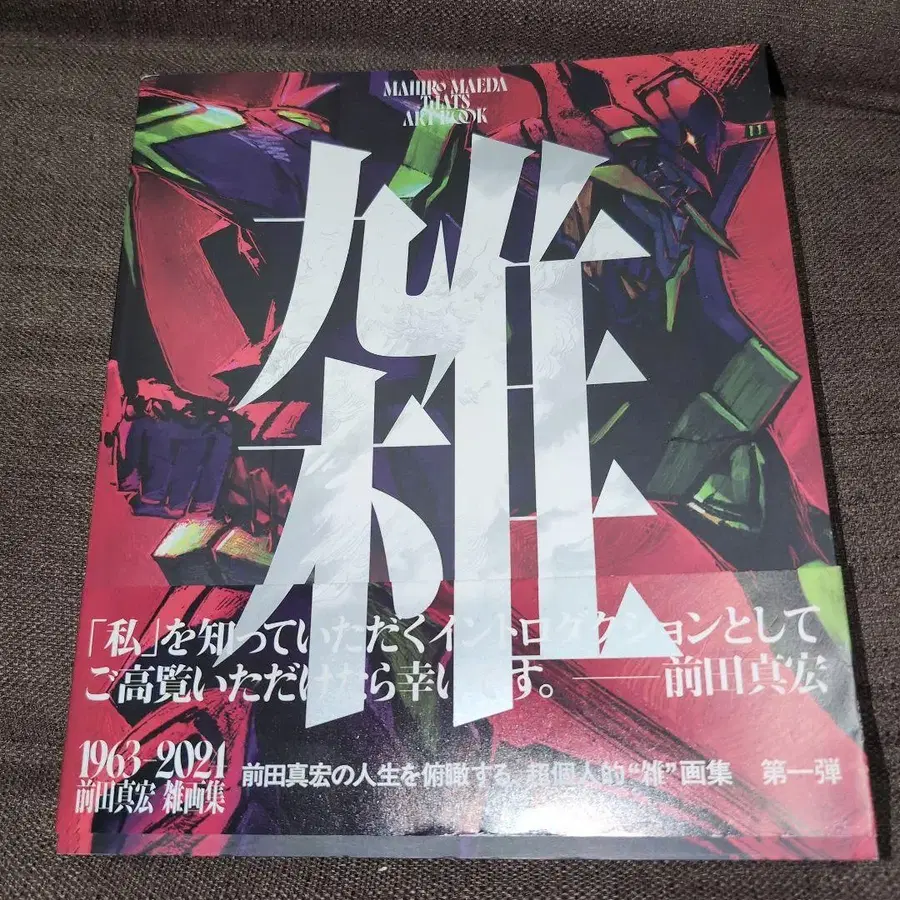 MAHIRO MAEDA
THATS
ART BOOK
雑
「私」を知っていただくイントロダクションとして
ご高覧いただけたら幸いです。——前田真宏
1963–2021
前田真宏 雑画集
前田真宏の人生を俯瞰する、超個人的“雑”画集 第一弾